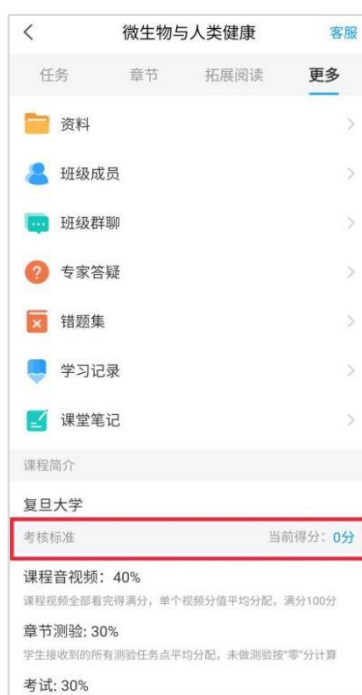 微生物与人类健康 客服
任务 章节 拓展阅读 更多
资料
班级成员
班级群聊
专家答疑
错题集
学习记录
课堂笔记
课程简介
复旦大学
考核标准 当前得分：0分
课程音视频：40%
课程视频全部看完得满分，单个视频分值平均分配，满分100分
章节测验: 30%
学生接收到的所有测验任务点平均分配，未做测验按“零”分计算
考试: 30%